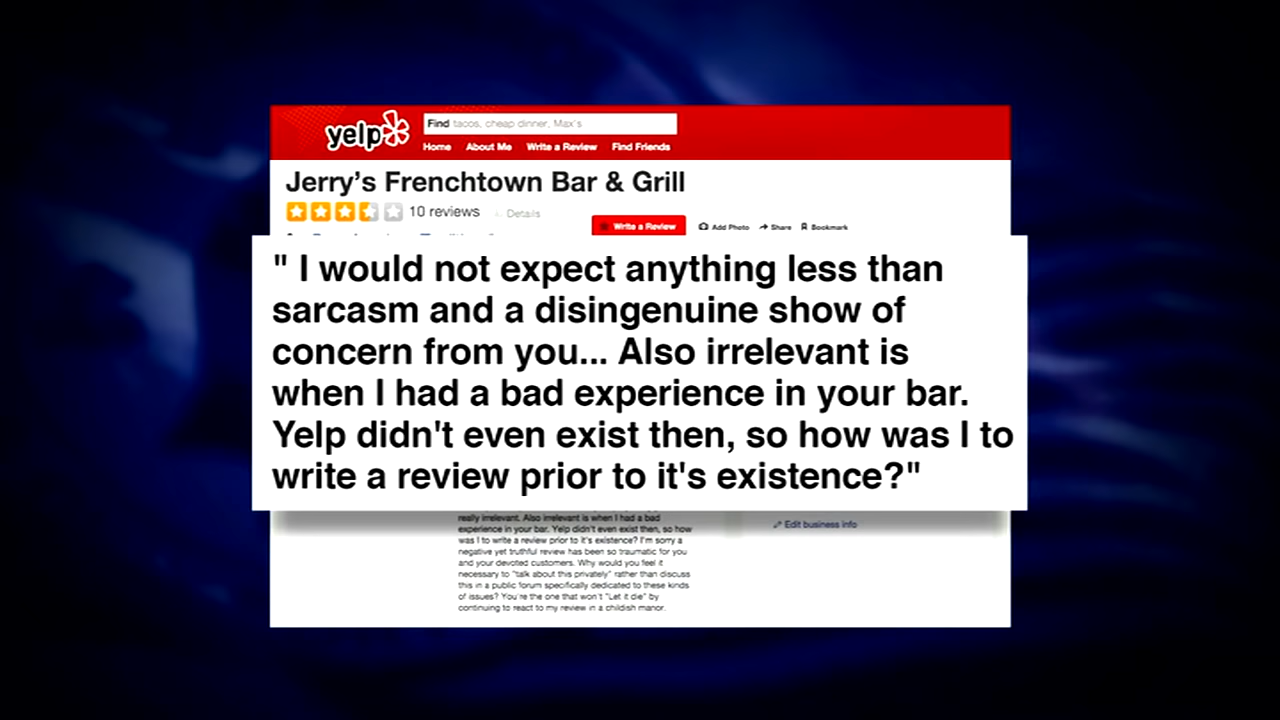 yelp
Find tacos, cheap dinner, Max's
Home About Me Write a Review Find Friends
Jerry's Frenchtown Bar & Grill
10 reviews Details
Write a Review Add Photo Share Bookmark
" I would not expect anything less than
sarcasm and a disingenuine show of
concern from you... Also irrelevant is
when I had a bad experience in your bar.
Yelp didn't even exist then, so how was I to
write a review prior to it's existence?"
really irrelevant. Also irrelevant is when I had a bad
experience in your bar. Yelp didn't even exist then, so how
was I to write a review prior to it's existence? I'm sorry a
negative yet truthful review has been so traumatic for you
and your devoted customers. Why would you feel it
necessary to "talk about this privately" rather than discuss
this in a public forum specifically dedicated to these kinds
of issues? You're the one that won't "Let it die" by
continuing to react to my review in a childish manor.
Edit business info